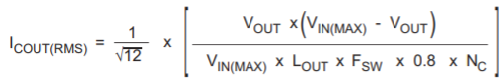 I_COUT(RMS) = 1/√12 x [ V_OUT x (V_IN(MAX) - V_OUT) / V_IN(MAX) x L_OUT x F_SW x 0.8 x N_C